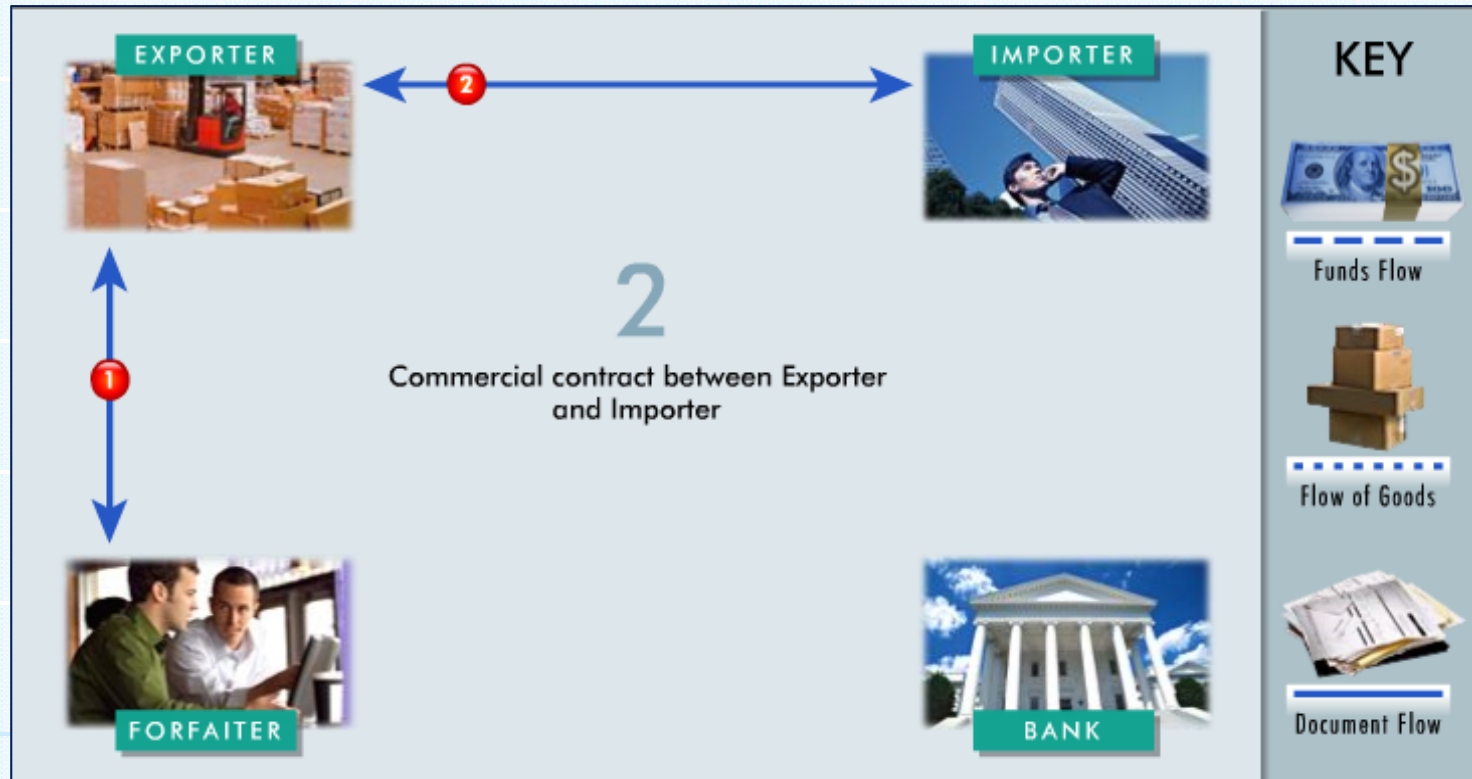 EXPORTER
2
IMPORTER
KEY
$
Funds Flow
2
1
Commercial contract between Exporter
and Importer
Flow of Goods
FORFAITER
BANK
Document Flow